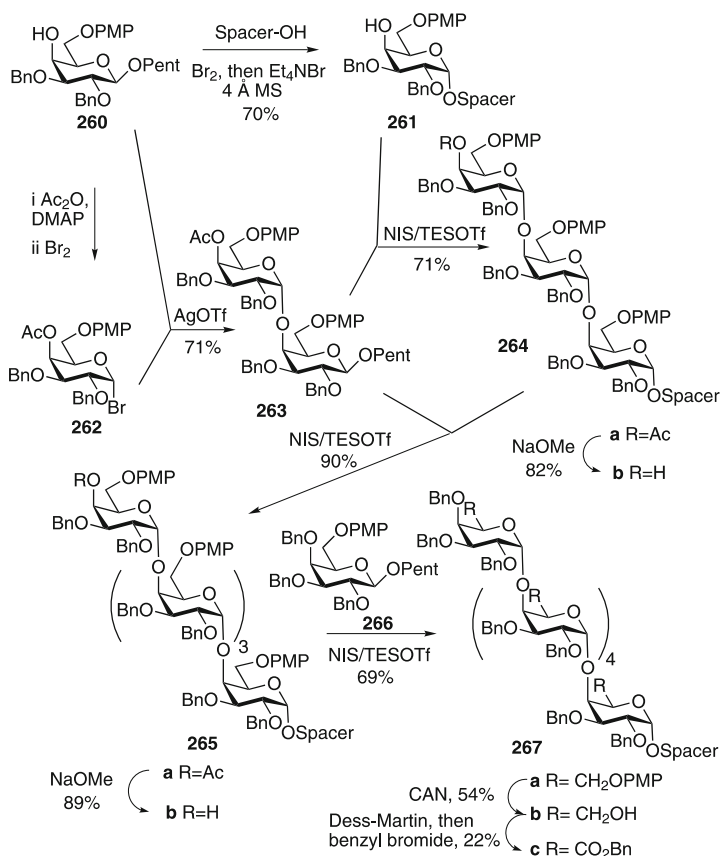 HO OPMP
O
BnO OPent
BnO
260
Spacer-OH
Br2, then Et4NBr
4 Å MS
70%
HO OPMP
O
BnO
BnO
OSpacer
261
i Ac2O,
DMAP
ii Br2
AcO OPMP
O
BnO
BnO
Br
262
AgOTf
71%
AcO OPMP
O
BnO
BnO
O OPMP
O
BnO OPent
BnO
263
NIS/TESOTf
71%
RO OPMP
O
BnO
BnO
O OPMP
O
BnO
BnO
O OPMP
O
BnO
BnO
OSpacer
264
a R=Ac
NaOMe
82%
b R=H
NIS/TESOTf
90%
RO OPMP
O
BnO
BnO
O OPMP
O
BnO
BnO
3
O OPMP
O
BnO
BnO
OSpacer
265
a R=Ac
NaOMe
89%
b R=H
BnO OPMP
O
BnO OPent
BnO
266
NIS/TESOTf
69%
BnO R
O
BnO
BnO
O R
O
BnO
BnO
4
O R
O
BnO
BnO
OSpacer
267
a R= CH2OPMP
CAN, 54%
b R= CH2OH
Dess-Martin, then
benzyl bromide, 22%
c R= CO2Bn